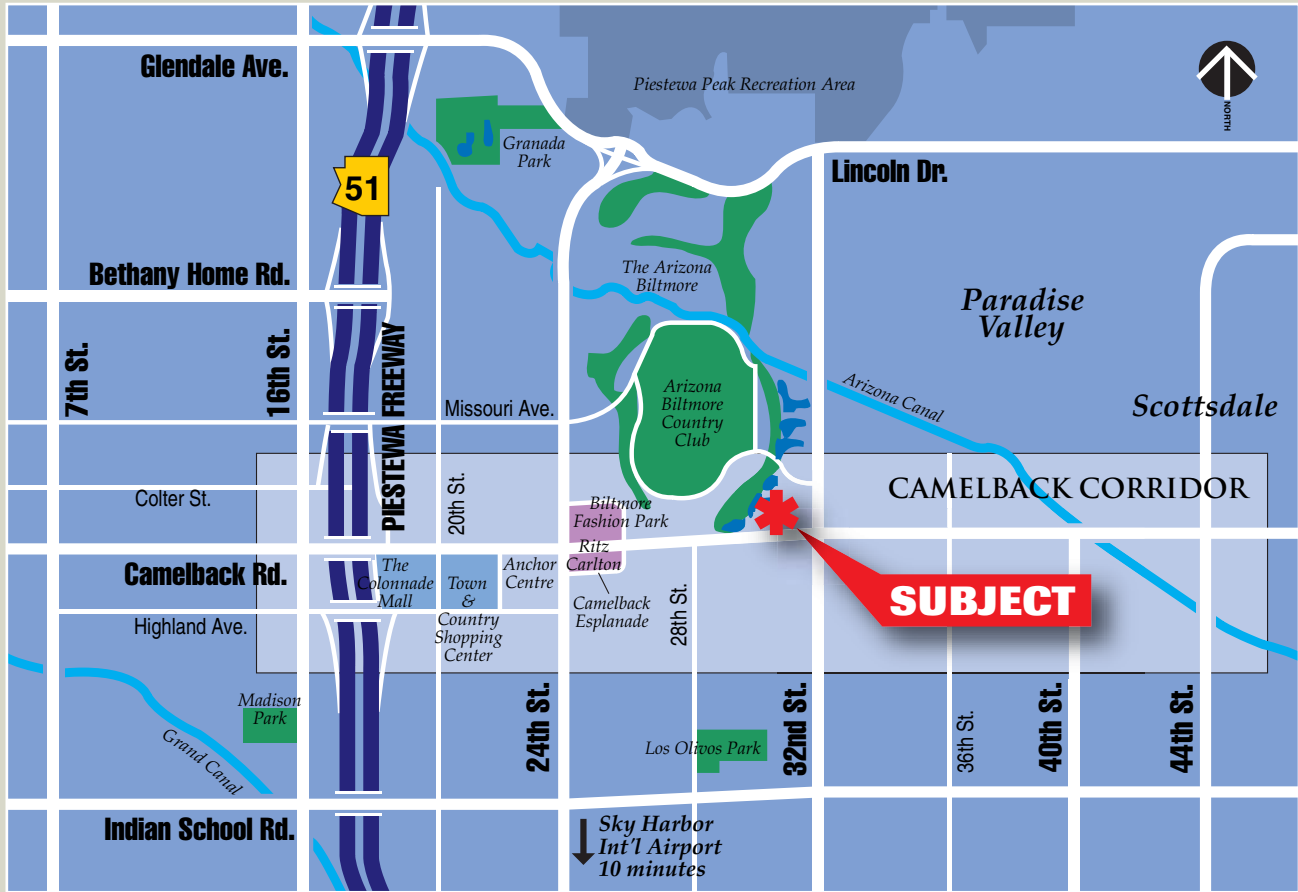 Glendale Ave.
Piestewa Peak Recreation Area
NORTH
Granada
Park
51
Lincoln Dr.
Bethany Home Rd.
The Arizona
Biltmore
Paradise
Valley
7th St.
16th St.
PIESTEWA FREEWAY
Missouri Ave.
Arizona
Biltmore
Country
Club
Arizona Canal
Scottsdale
Colter St.
20th St.
Biltmore
Fashion Park
CAMELBACK CORRIDOR
Ritz
Carlton
Camelback Rd.
The
Colonnade
Mall
Town
&
Country
Shopping
Center
Anchor
Centre
Camelback
Esplanade
28th St.
SUBJECT
Highland Ave.
Madison
Park
Grand Canal
24th St.
Los Olivos Park
32nd St.
36th St.
40th St.
44th St.
Indian School Rd.
Sky Harbor
Int'l Airport
10 minutes